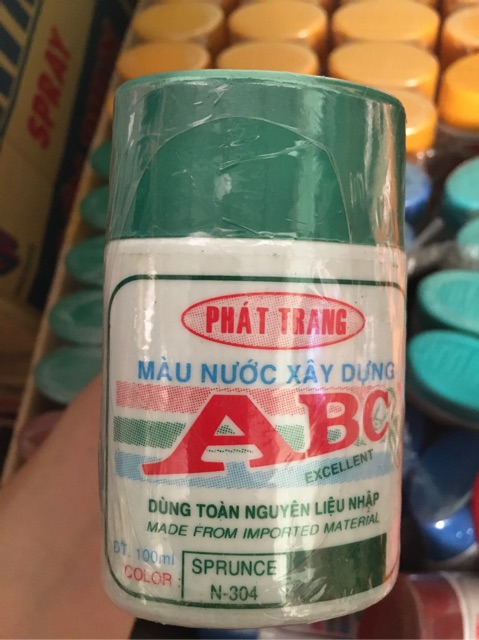 SPRAY
PHÁT TRANG
MÀU NƯỚC XÂY DỰNG
ABC
EXCELLENT
DÙNG TOÀN NGUYÊN LIỆU NHẬP
MADE FROM IMPORTED MATERIAL
ĐT. 100ml
COLOR
SPRUNCE
N-304